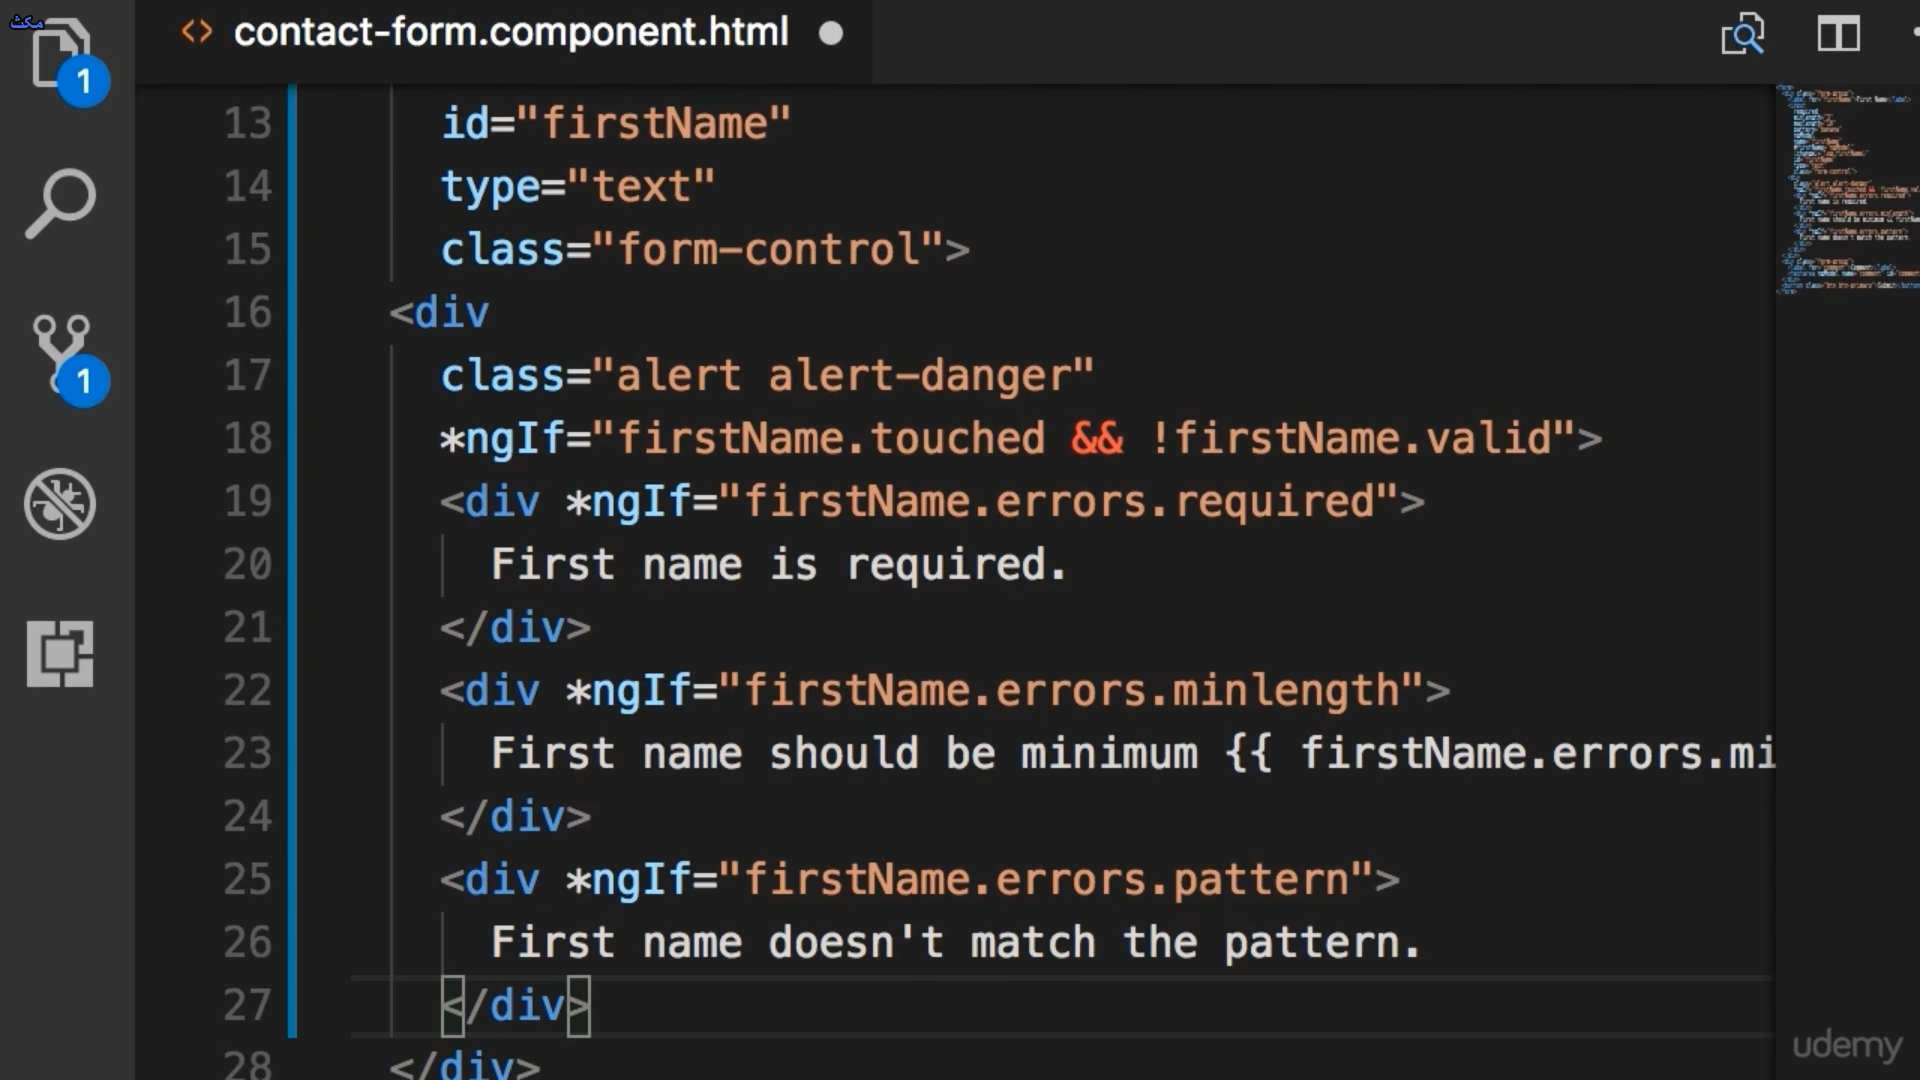 مكث
<> contact-form.component.html
1
13 id="firstName"
14 type="text"
15 class="form-control">
16 <div
17 class="alert alert-danger"
18 *ngIf="firstName.touched && !firstName.valid">
19 <div *ngIf="firstName.errors.required">
20 First name is required.
21 </div>
22 <div *ngIf="firstName.errors.minlength">
23 First name should be minimum {{ firstName.errors.mi
24 </div>
25 <div *ngIf="firstName.errors.pattern">
26 First name doesn't match the pattern.
27 </div>
28 </div>
1
udemy